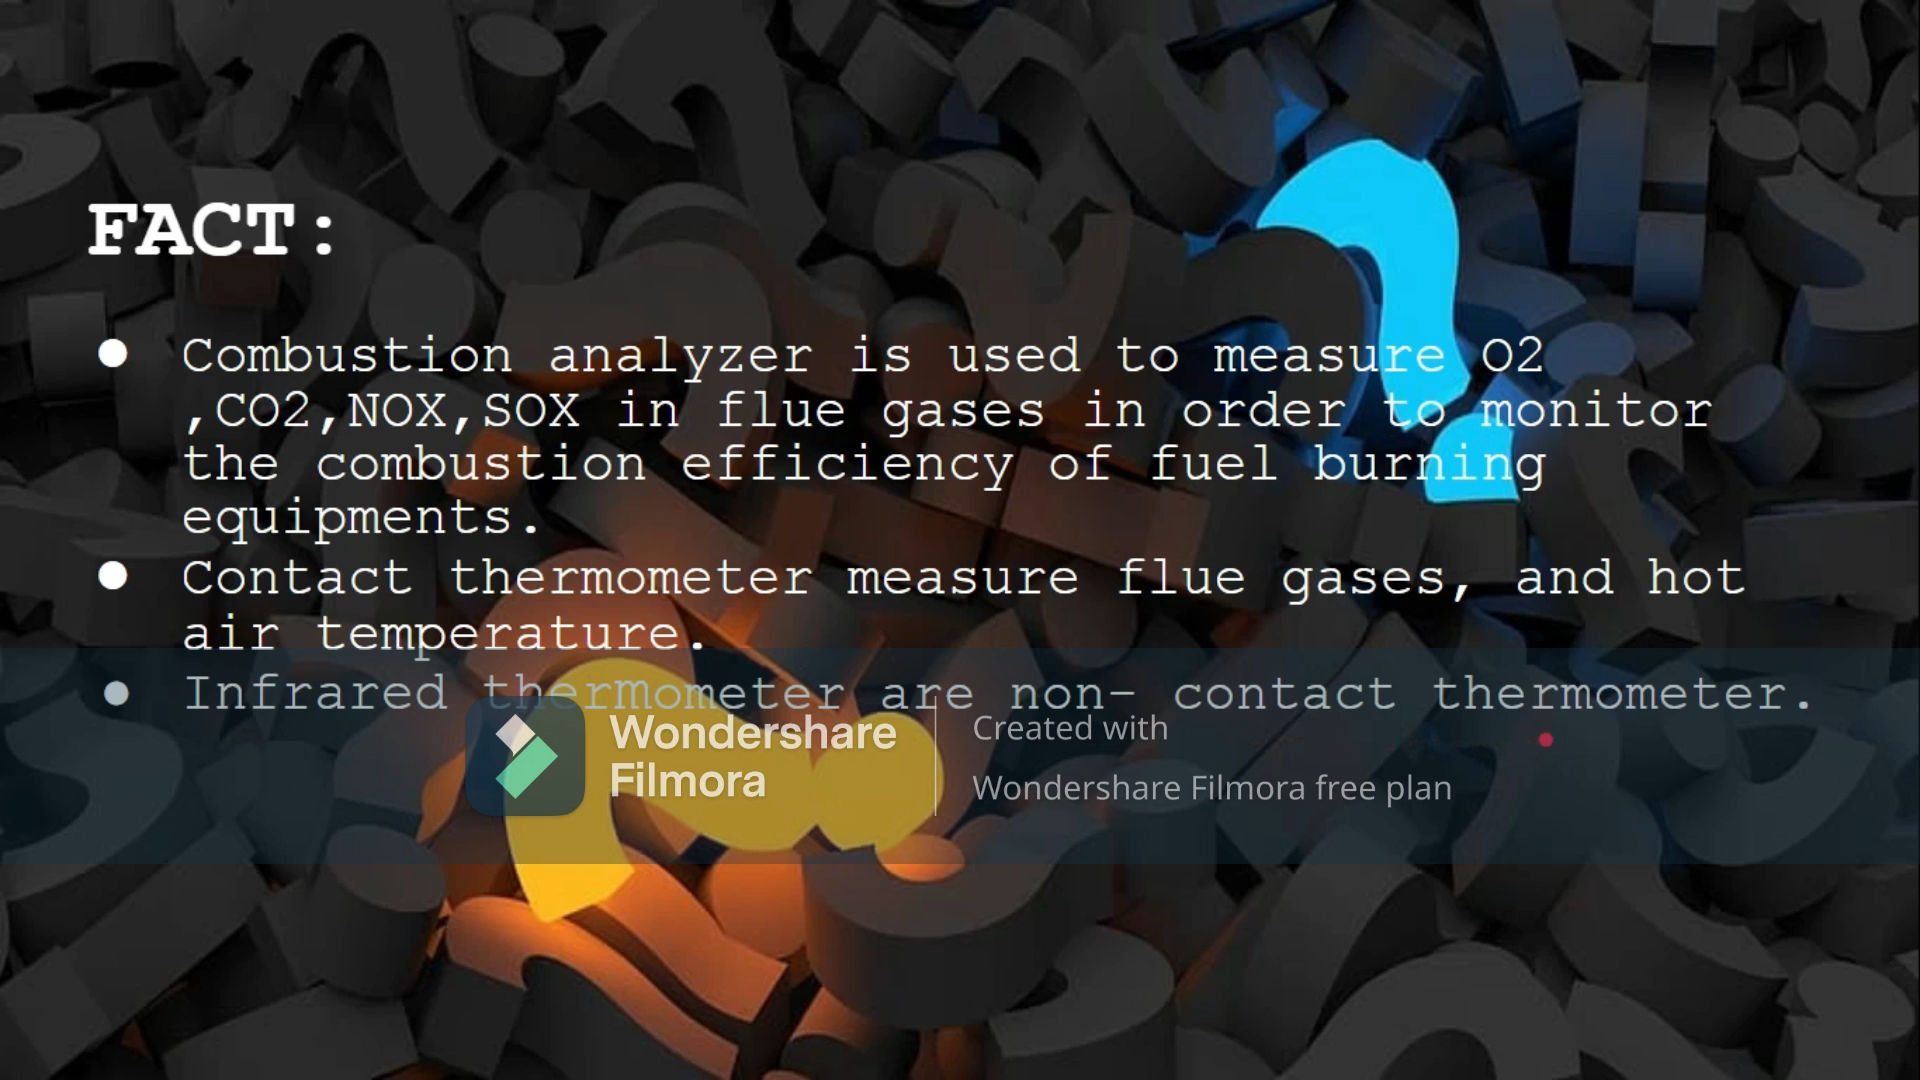 FACT:
● Combustion analyzer is used to measure O2
,CO2,NOX,SOX in flue gases in order to monitor
the combustion efficiency of fuel burning
equipments.
● Contact thermometer measure flue gases, and hot
air temperature.
● Infrared thermometer are non- contact thermometer.
Wondershare
Filmora
Created with
Wondershare Filmora free plan